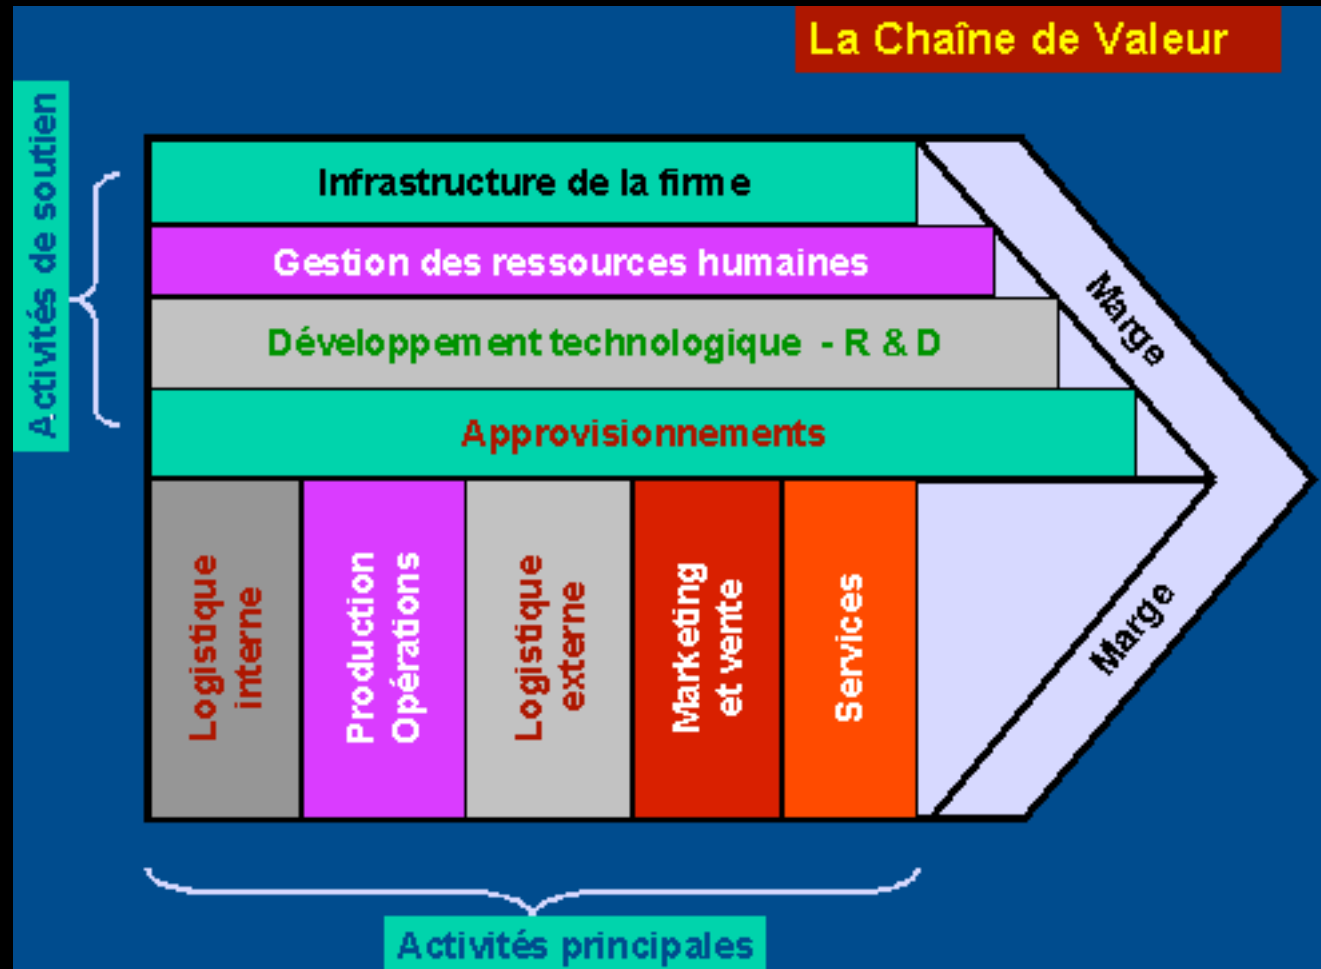 La Chaîne de Valeur
Activités de soutien
Infrastructure de la firme
Gestion des ressources humaines
Développement technologique - R & D
Approvisionnements
Marge
Logistique
interne
Production
Opérations
Logistique
externe
Marketing
et vente
Services
Marge
Activités principales